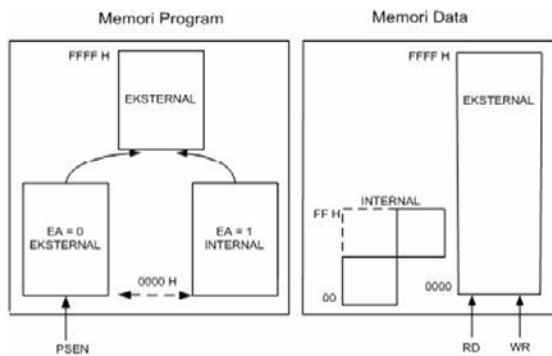 Memori Program
FFFF H
EKSTERNAL
EA = 0
EKSTERNAL
EA = 1
INTERNAL
0000 H
PSEN
Memori Data
FFFF H
EKSTERNAL
INTERNAL
FF H
00
0000
RD
WR